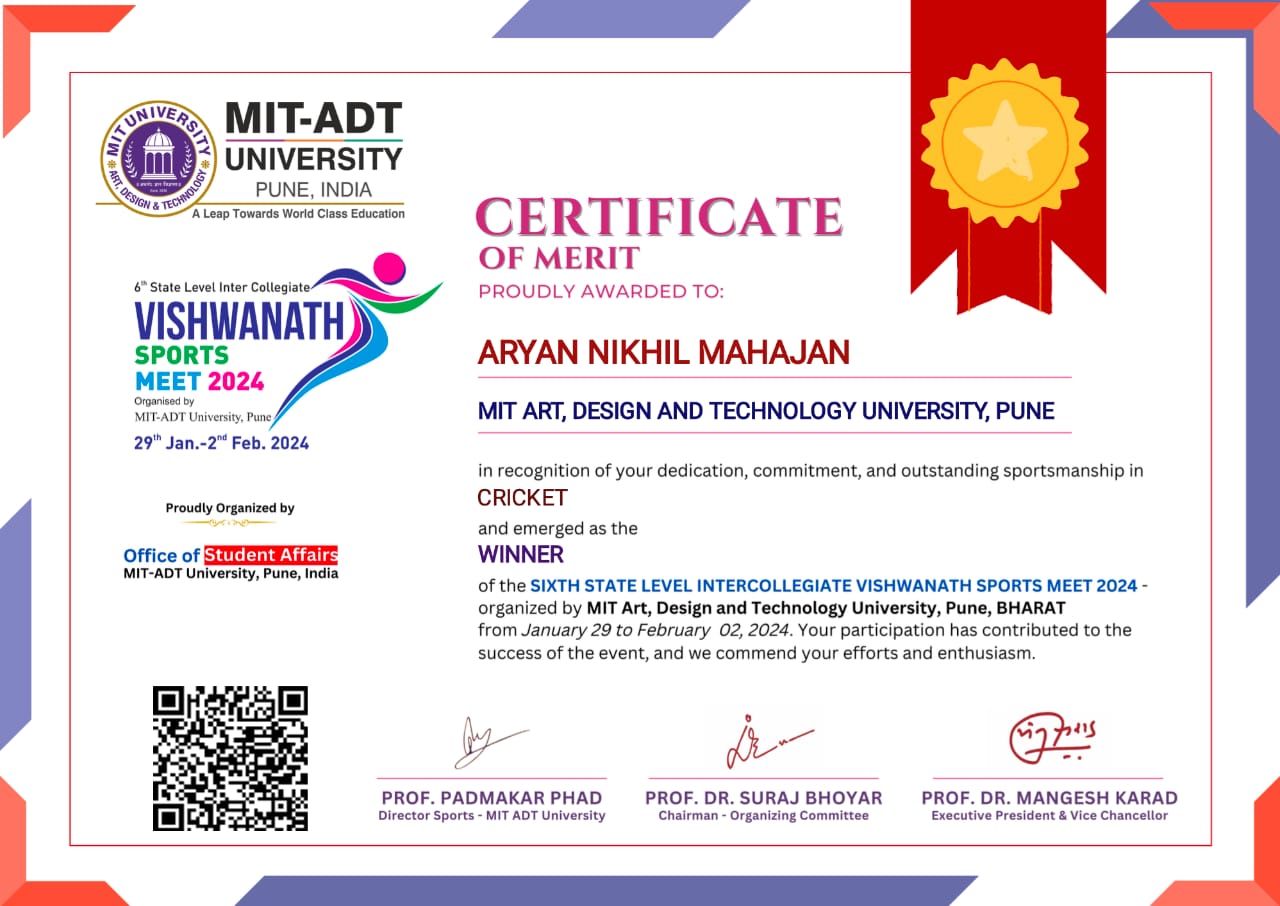 MIT UNIVERSITY
ART, DESIGN & TECHNOLOGY
MIT-ADT
UNIVERSITY
PUNE, INDIA
A Leap Towards World Class Education
6th State Level Inter Collegiate
VISHWANATH
SPORTS
MEET 2024
Organised by
MIT-ADT University, Pune
29th Jan.-2nd Feb. 2024
Proudly Organized by
Office of Student Affairs
MIT-ADT University, Pune, India
CERTIFICATE
OF MERIT
PROUDLY AWARDED TO:
ARYAN NIKHIL MAHAJAN
MIT ART, DESIGN AND TECHNOLOGY UNIVERSITY, PUNE
in recognition of your dedication, commitment, and outstanding sportsmanship in
CRICKET
and emerged as the
WINNER
of the SIXTH STATE LEVEL INTERCOLLEGIATE VISHWANATH SPORTS MEET 2024 -
organized by MIT Art, Design and Technology University, Pune, BHARAT
from January 29 to February 02, 2024. Your participation has contributed to the
success of the event, and we commend your efforts and enthusiasm.
PROF. PADMAKAR PHAD
Director Sports - MIT ADT University
PROF. DR. SURAJ BHOYAR
Chairman - Organizing Committee
PROF. DR. MANGESH KARAD
Executive President & Vice Chancellor